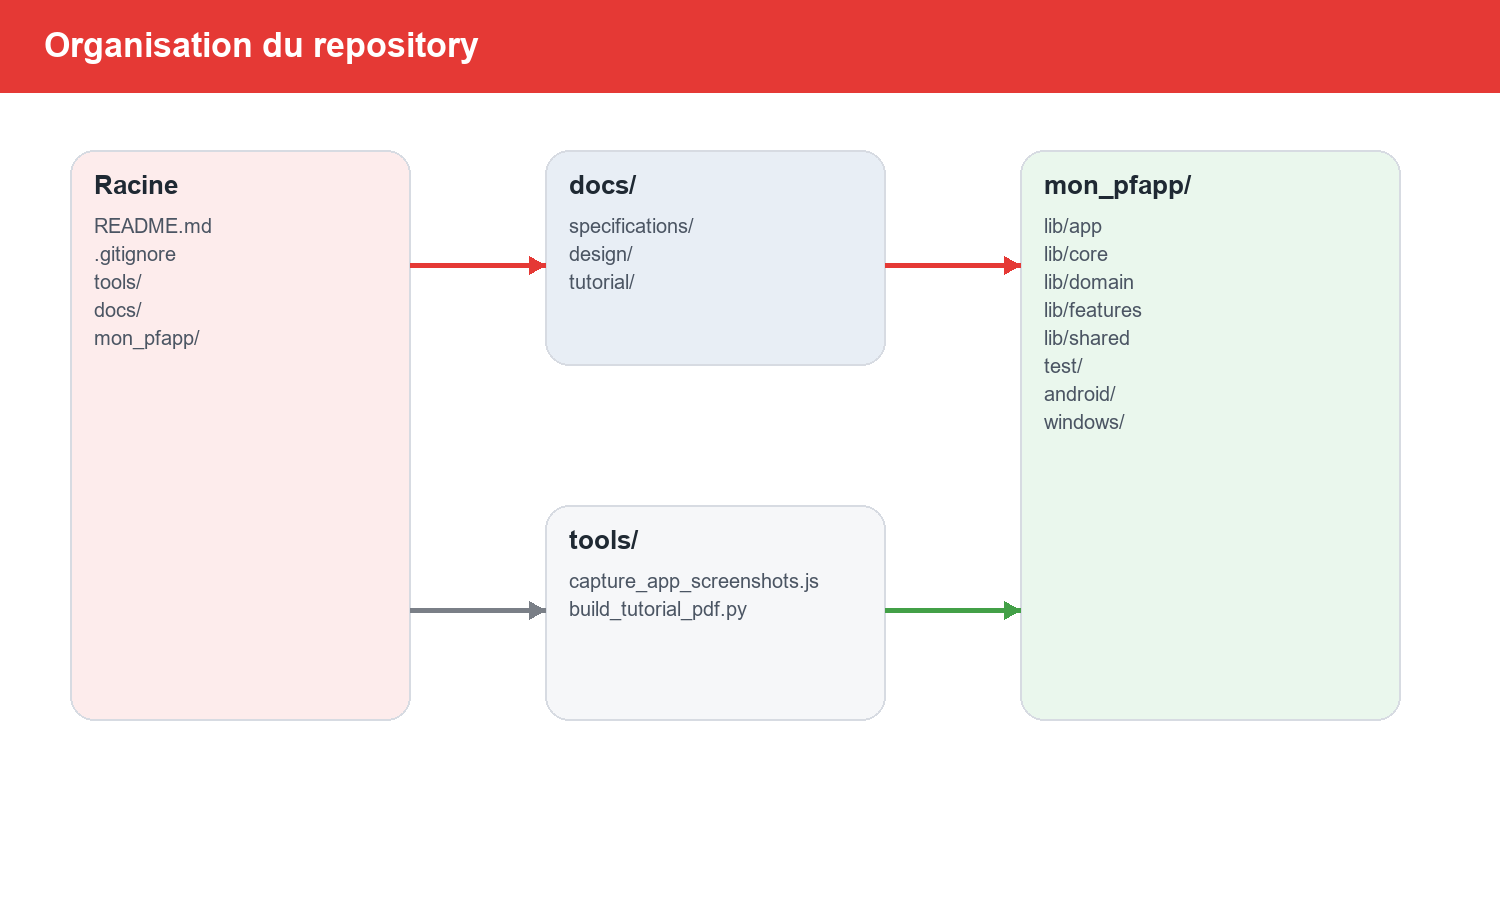 Organisation du repository
Racine
README.md
.gitignore
tools/
docs/
mon_pfapp/
docs/
specifications/
design/
tutorial/
tools/
capture_app_screenshots.js
build_tutorial_pdf.py
mon_pfapp/
lib/app
lib/core
lib/domain
lib/features
lib/shared
test/
android/
windows/